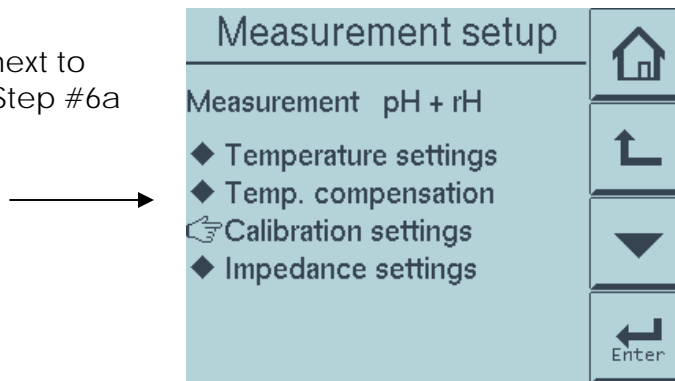 next to
Step #6a
Measurement setup
Measurement pH + rH
Temperature settings
Temp. compensation
Calibration settings
Impedance settings
Enter